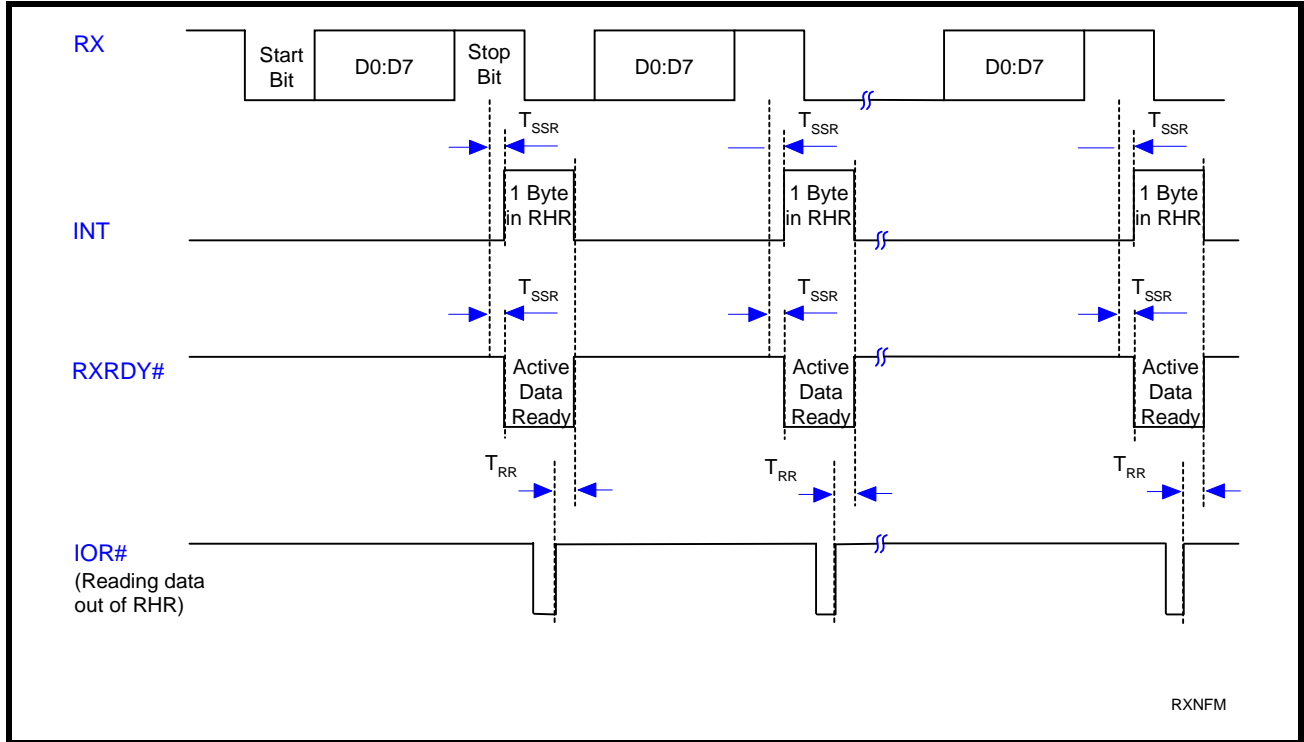 RX
Start
Bit
D0:D7
Stop
Bit
D0:D7
D0:D7
TSSR
TSSR
TSSR
INT
1 Byte
in RHR
1 Byte
in RHR
1 Byte
in RHR
TSSR
TSSR
TSSR
RXRDY#
Active
Data
Ready
Active
Data
Ready
Active
Data
Ready
TRR
TRR
TRR
IOR#
(Reading data
out of RHR)
RXNFM